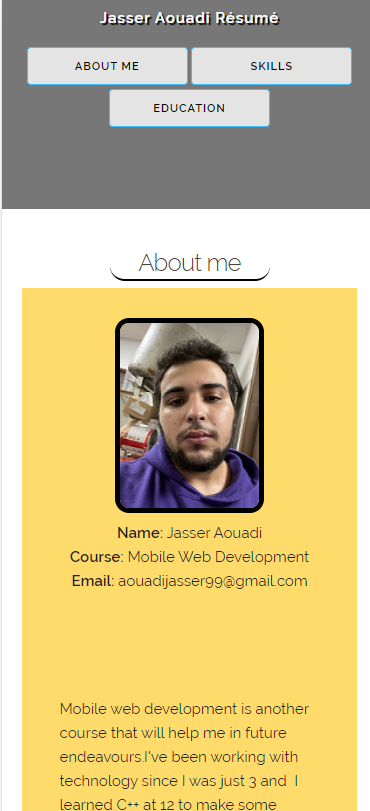 Jasser Aouadi Résumé
ABOUT ME
SKILLS
EDUCATION
About me
Name: Jasser Aouadi
Course: Mobile Web Development
Email: aouadijasser99@gmail.com
Mobile web development is another
course that will help me in future
endeavours.I've been working with
technology since I was just 3 and  I
learned C++ at 12 to make some